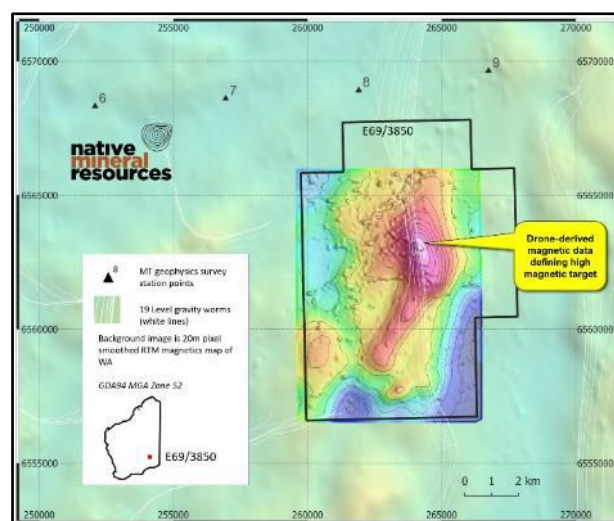 250000
255000
260000
265000
270000
6570000
6570000
6
7
8
9
E69/3850
native
mineral
resources
6565000
6565000
Drone-derived
magnetic data
defining high
magnetic target
8
MT geophysics survey
station points
19 Level gravity worms
(white lines)
Background image is 20m pixel
smoothed RTM magnetics map of
WA
GDA94 MGA Zone 52
E69/3850
6560000
6560000
6555000
6555000
0 1 2 km
250000
255000
260000
265000
270000